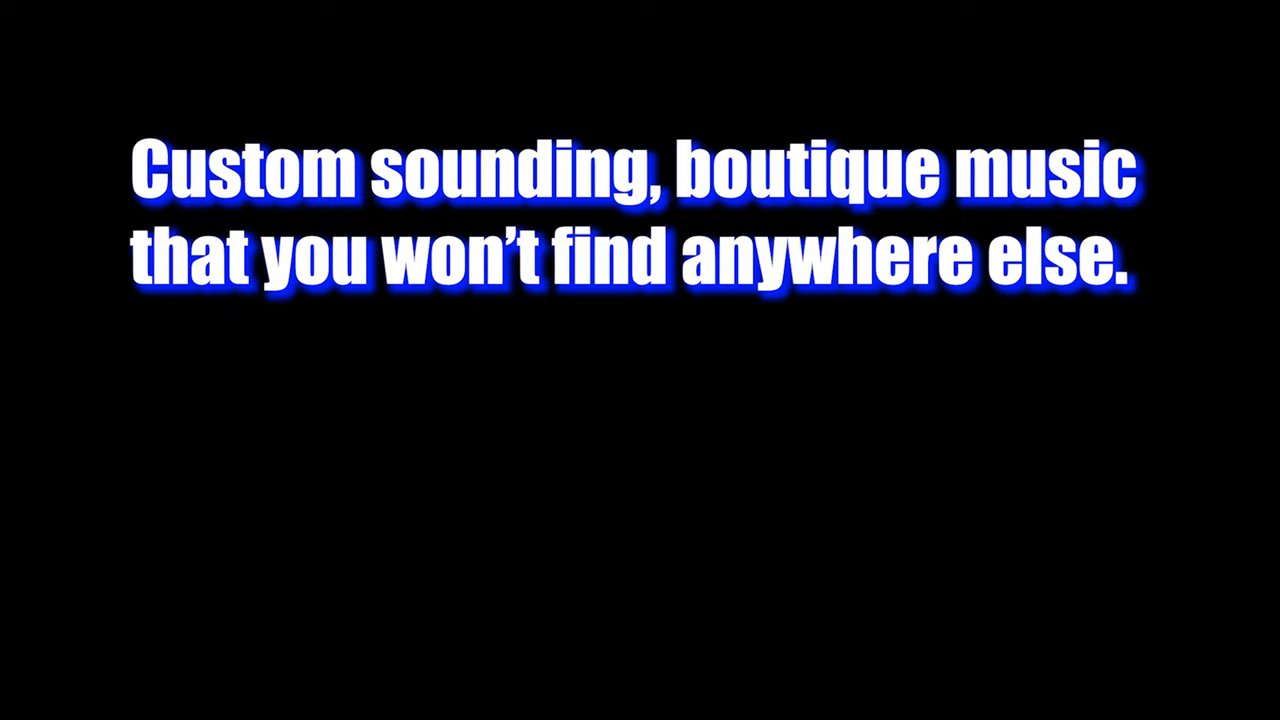 Custom sounding, boutique music
that you won’t find anywhere else.